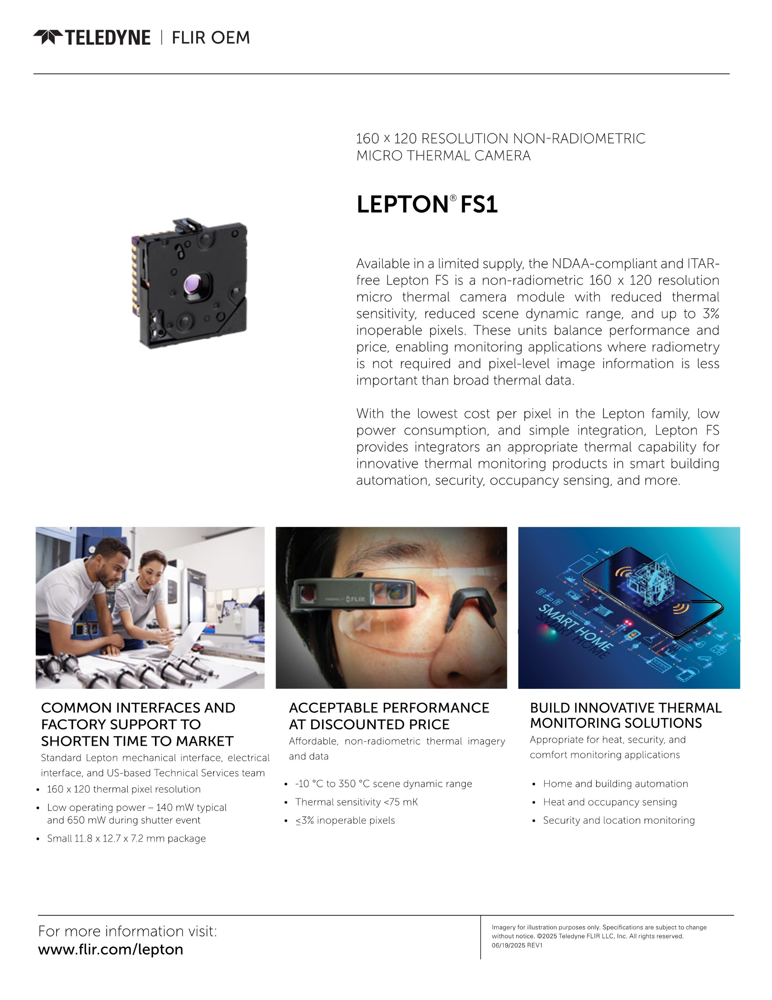 TELEDYNE | FLIR OEM
160 x 120 RESOLUTION NON-RADIOMETRIC
MICRO THERMAL CAMERA
LEPTON® FS1
Available in a limited supply, the NDAA-compliant and ITAR-
free Lepton FS is a non-radiometric 160 x 120 resolution
micro thermal camera module with reduced thermal
sensitivity, reduced scene dynamic range, and up to 3%
inoperable pixels. These units balance performance and
price, enabling monitoring applications where radiometry
is not required and pixel-level image information is less
important than broad thermal data.
With the lowest cost per pixel in the Lepton family, low
power consumption, and simple integration, Lepton FS
provides integrators an appropriate thermal capability for
innovative thermal monitoring products in smart building
automation, security, occupancy sensing, and more.
THERMAL BY FLIR
SMART HOME
COMMON INTERFACES AND
FACTORY SUPPORT TO
SHORTEN TIME TO MARKET
Standard Lepton mechanical interface, electrical
interface, and US-based Technical Services team
• 160 x 120 thermal pixel resolution
• Low operating power – 140 mW typical
and 650 mW during shutter event
• Small 11.8 x 12.7 x 7.2 mm package
ACCEPTABLE PERFORMANCE
AT DISCOUNTED PRICE
Affordable, non-radiometric thermal imagery
and data
• -10 °C to 350 °C scene dynamic range
• Thermal sensitivity <75 mK
• ≤3% inoperable pixels
BUILD INNOVATIVE THERMAL
MONITORING SOLUTIONS
Appropriate for heat, security, and
comfort monitoring applications
• Home and building automation
• Heat and occupancy sensing
• Security and location monitoring
For more information visit:
www.flir.com/lepton
Imagery for illustration purposes only. Specifications are subject to change
without notice. ©2025 Teledyne FLIR LLC, Inc. All rights reserved.
06/19/2025 REV1